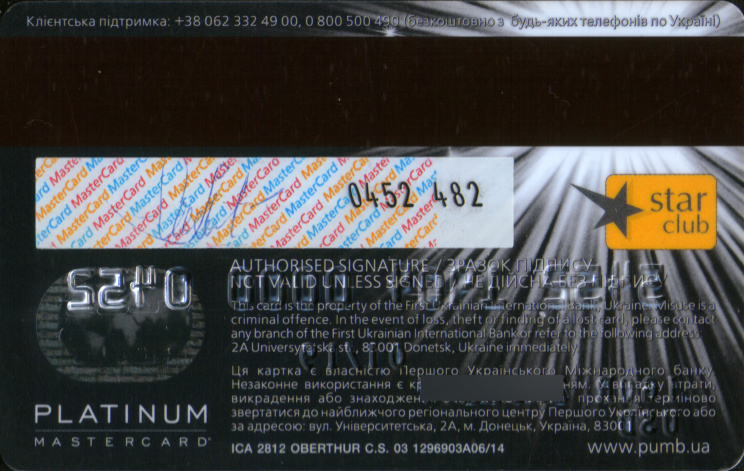 Клієнтська підтримка: +38 062 332 49 00, 0 800 500 490 (безкоштовно з будь-яких телефонів по Україні)
0452 482
star
club
AUTHORISED SIGNATURE / ЗРАЗОК ПІДПИСУ
NOT VALID UNLESS SIGNED / НЕ ДІЙСНА БЕЗ
This card is the property of the First Ukrainian International Bank, Ukraine. Misuse is a
criminal offence. In the event of loss, theft or finding of a lost card, please contact
any branch of the First Ukrainian International Bank or refer to the following address:
2A Universytetska st., 83001 Donetsk, Ukraine immediately.
Ця картка є власністю Першого Українського Міжнародного банку.
Незаконне використання є втрати,
викрадення або прохання терміново
звертатися до найближчого регіонального центру Першого Українського або
за адресою: вул. Університетська, 2А, м. Донецьк, Україна, 83001
PLATINUM
MASTERCARD
ICA 2812 OBERTHUR C.S. 03 1296903A06/14
www.pumb.ua